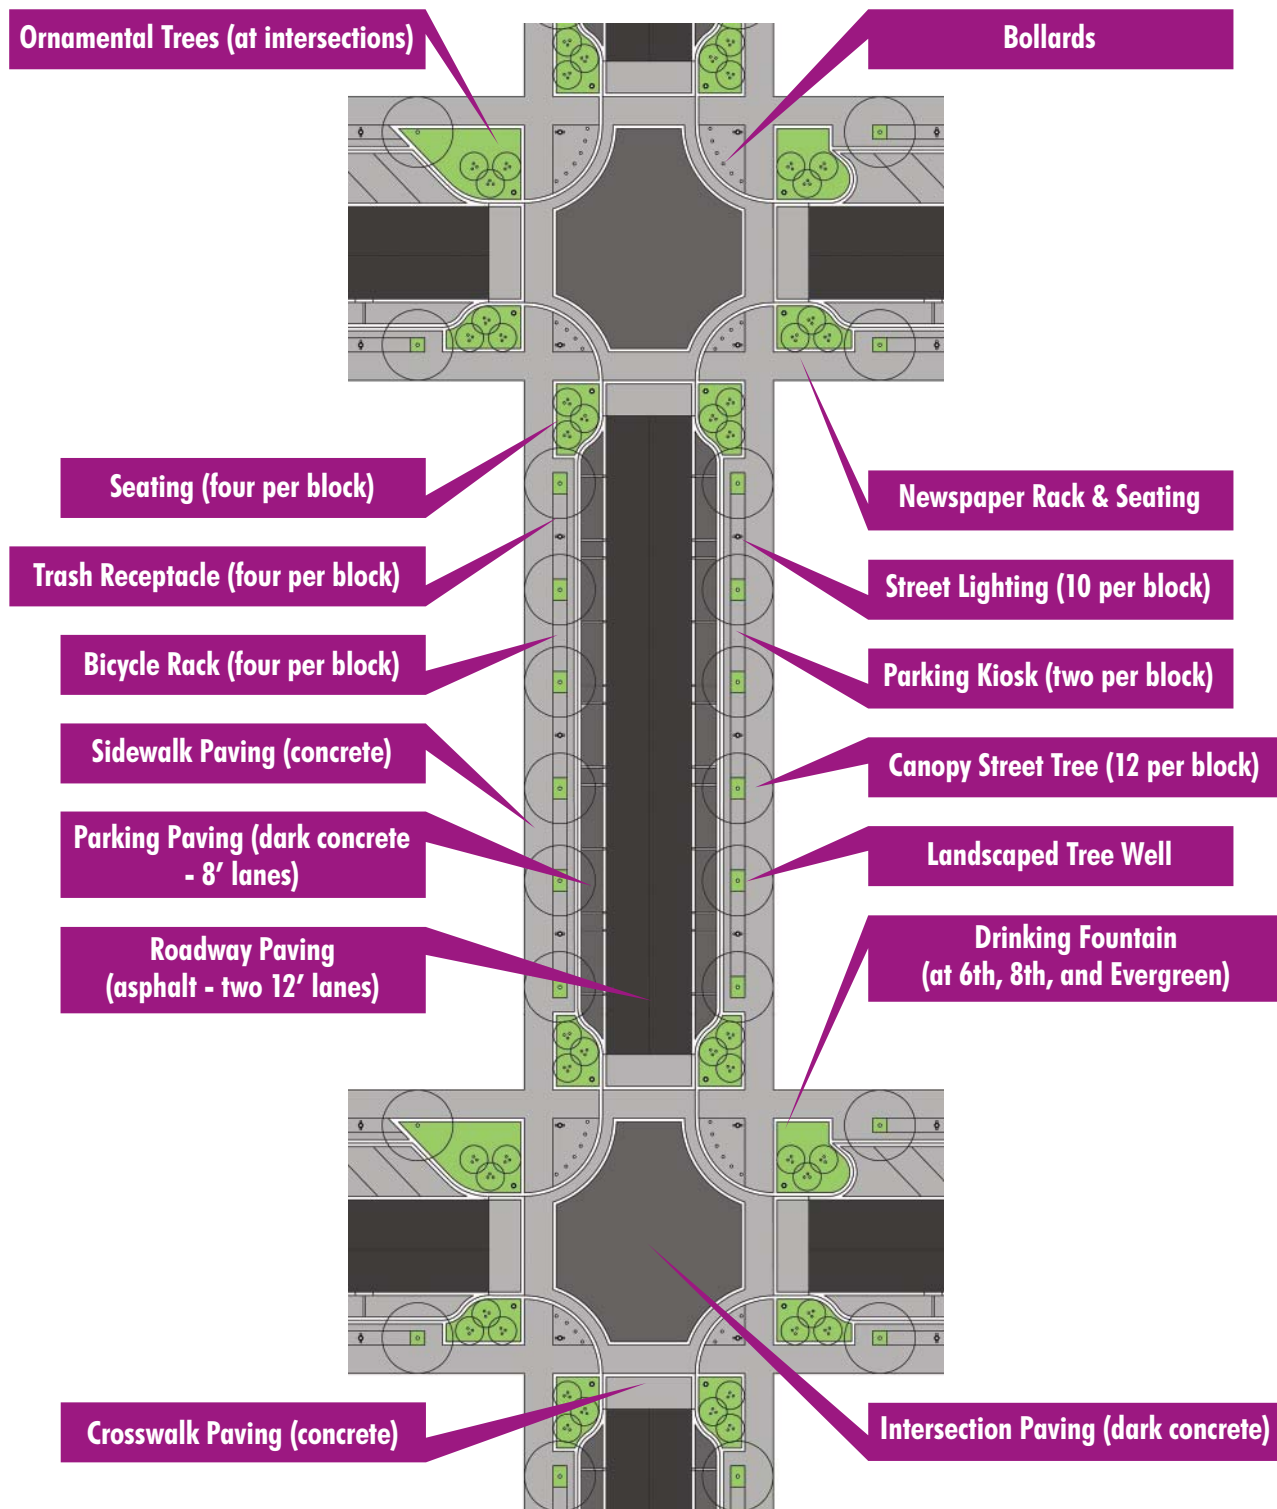 Ornamental Trees (at intersections)
Bollards
Seating (four per block)
Newspaper Rack & Seating
Trash Receptacle (four per block)
Street Lighting (10 per block)
Bicycle Rack (four per block)
Parking Kiosk (two per block)
Sidewalk Paving (concrete)
Canopy Street Tree (12 per block)
Parking Paving (dark concrete
- 8’ lanes)
Landscaped Tree Well
Roadway Paving
(asphalt - two 12’ lanes)
Drinking Fountain
(at 6th, 8th, and Evergreen)
Crosswalk Paving (concrete)
Intersection Paving (dark concrete)